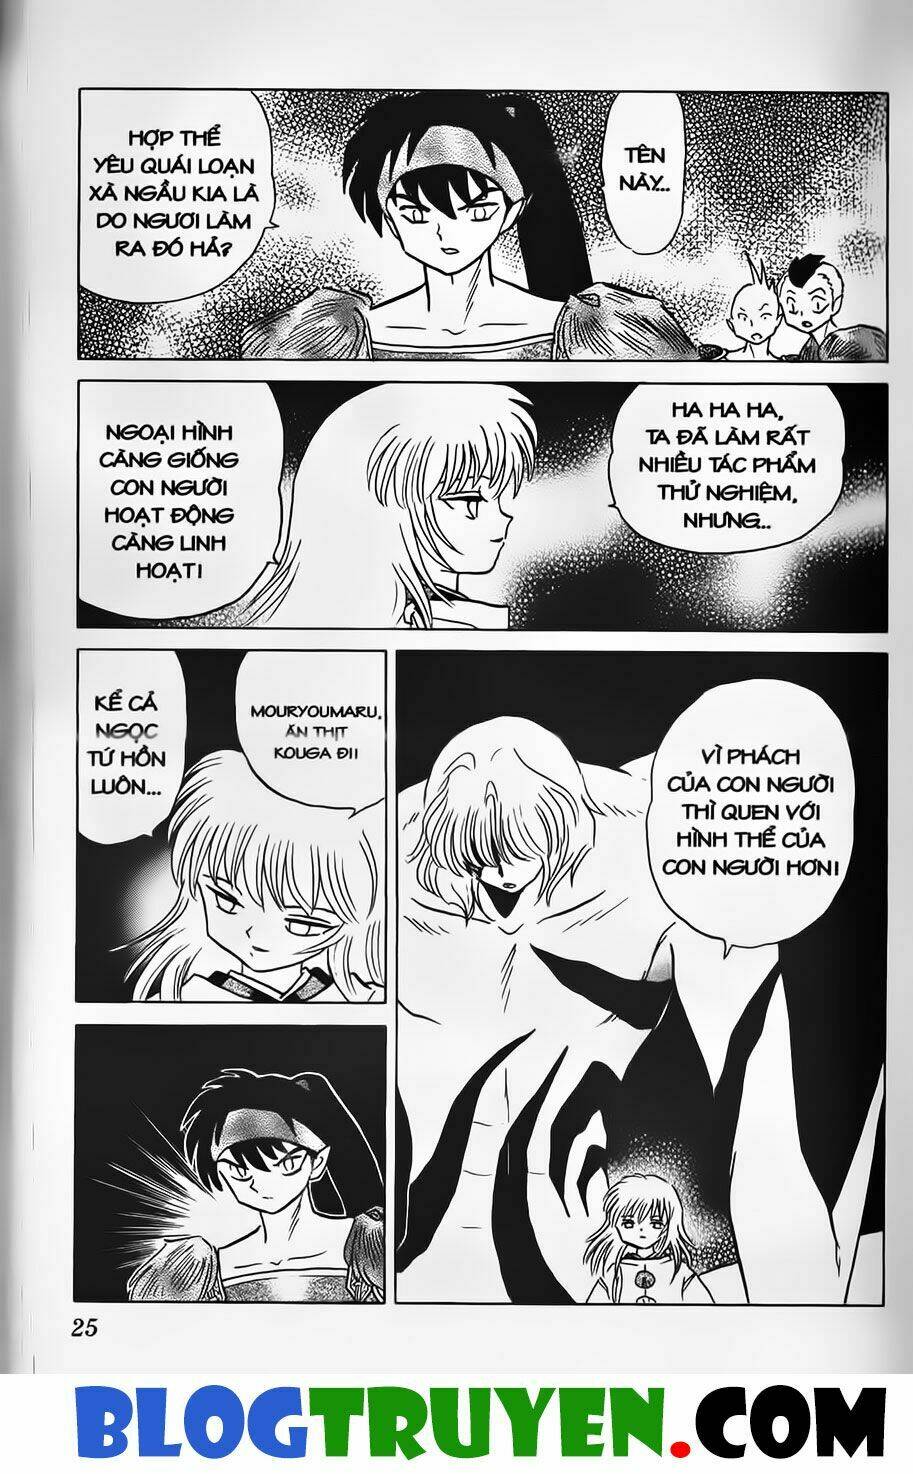 TÊN
NÀY...
HỢP THỂ
YÊU QUÁI LOẠN
XÀ NGẦU KIA LÀ
DO NGƯƠI LÀM
RA ĐÓ HẢ?
HA HA HA,
TA ĐÃ LÀM RẤT
NHIỀU TÁC PHẨM
THỬ NGHIỆM,
NHƯNG...
NGOẠI HÌNH
CÀNG GIỐNG
CON NGƯỜI
HOẠT ĐỘNG
CÀNG LINH
HOẠT!
VÌ PHÁCH
CỦA CON NGƯỜI
THÌ QUEN VỚI
HÌNH THỂ CỦA
CON NGƯỜI HƠN!
MOURYOUMARU,
ĂN THỊT
KOUGA ĐI!
KỂ CẢ
NGỌC
TỨ HỒN
LUÔN...
25
BLOGTRUYEN.COM